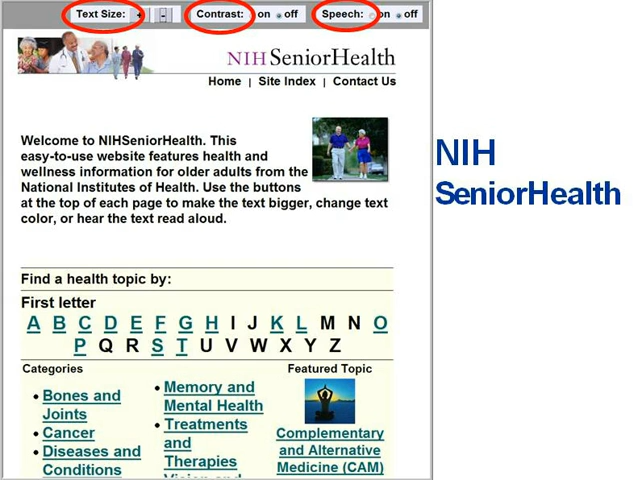 Text Size: + - Contrast: on off Speech: on off
NIHSeniorHealth
Home | Site Index | Contact Us
Welcome to NIHSeniorHealth. This
easy-to-use website features health and
wellness information for older adults from the
National Institutes of Health. Use the buttons
at the top of each page to make the text bigger, change text
color, or hear the text read aloud.
NIH
SeniorHealth
Find a health topic by:
First letter
A B C D E F G H I J K L M N O
P Q R S T U V W X Y Z
Categories
• Bones and
Joints
• Cancer
• Diseases and
Conditions
• Memory and
Mental Health
• Treatments
and
Therapies
Featured Topic
Complementary
and Alternative
Medicine (CAM)